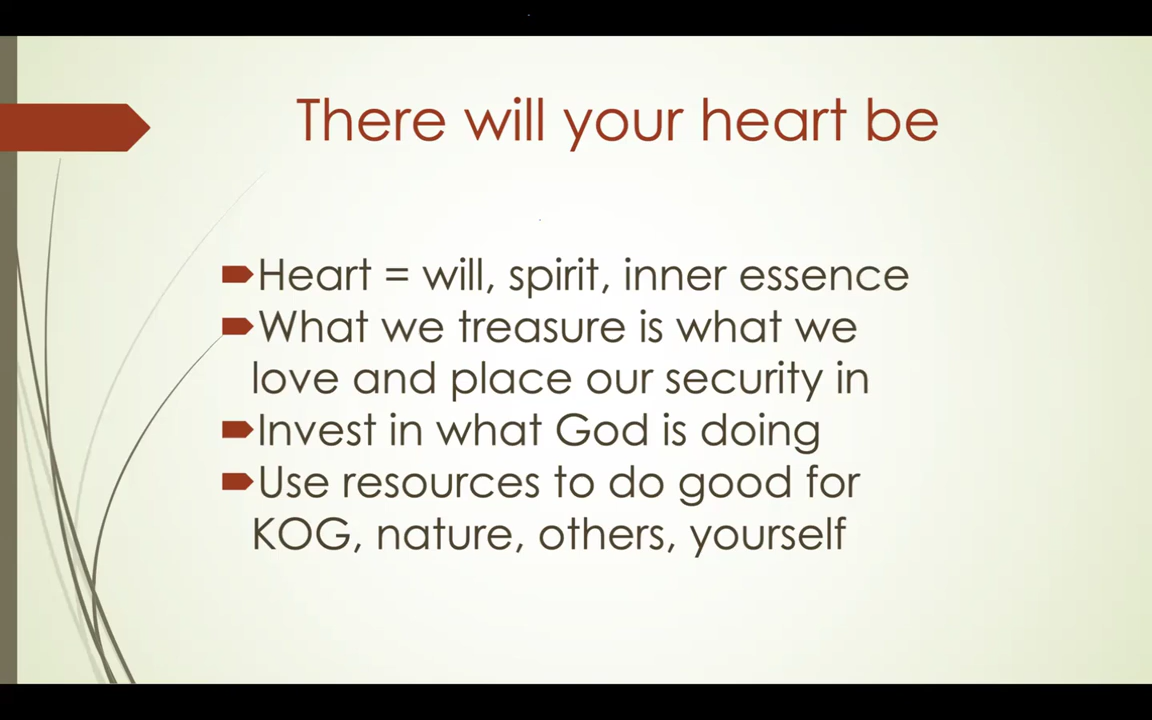 There will your heart be
Heart = will, spirit, inner essence
What we treasure is what we
love and place our security in
Invest in what God is doing
Use resources to do good for
KOG, nature, others, yourself